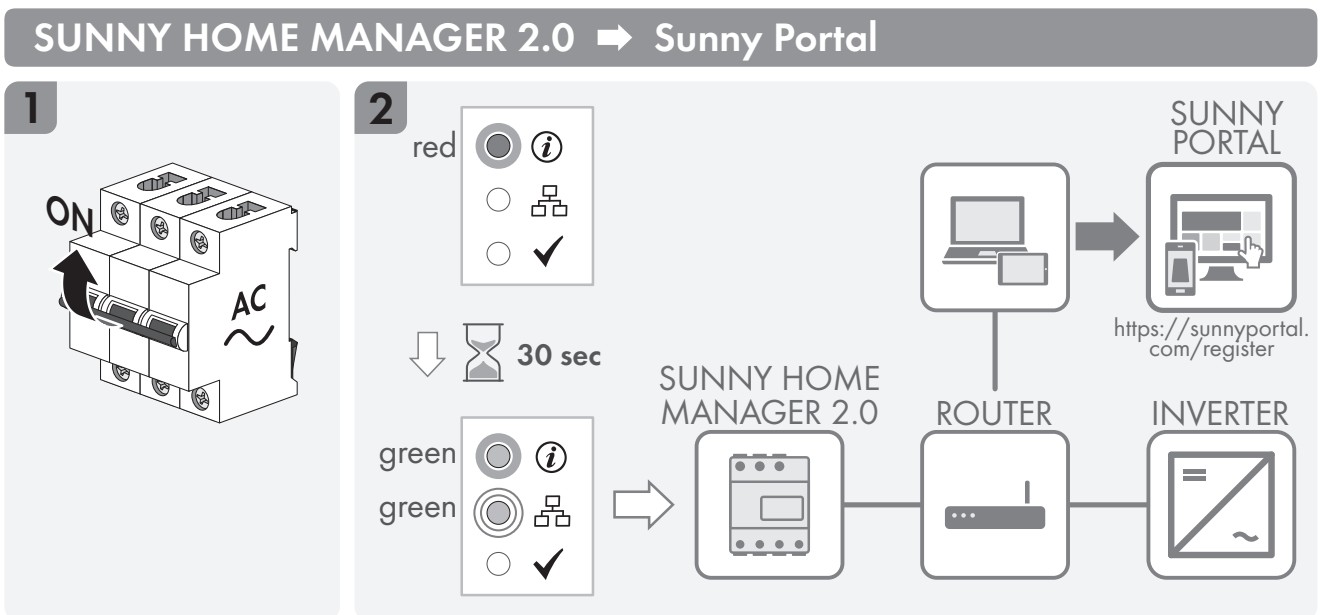 SUNNY HOME MANAGER 2.0 ➡ Sunny Portal
1
ON
AC
2
red
30 sec
green
green
SUNNY HOME
MANAGER 2.0
ROUTER
INVERTER
SUNNY
PORTAL
https://sunnyportal.
com/register